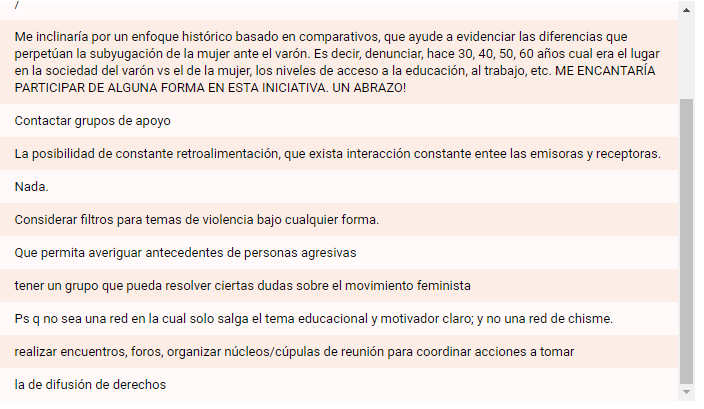 /
Me inclinaría por un enfoque histórico basado en comparativos, que ayude a evidenciar las diferencias que
perpetúan la subyugación de la mujer ante el varón. Es decir, denunciar, hace 30, 40, 50, 60 años cual era el lugar
en la sociedad del varón vs el de la mujer, los niveles de acceso a la educación, al trabajo, etc. ME ENCANTARÍA
PARTICIPAR DE ALGUNA FORMA EN ESTA INICIATIVA. UN ABRAZO!
Contactar grupos de apoyo
La posibilidad de constante retroalimentación, que exista interacción constante entee las emisoras y receptoras.
Nada.
Considerar filtros para temas de violencia bajo cualquier forma.
Que permita averiguar antecedentes de personas agresivas
tener un grupo que pueda resolver ciertas dudas sobre el movimiento feminista
Ps q no sea una red en la cual solo salga el tema educacional y motivador claro; y no una red de chisme.
realizar encuentros, foros, organizar núcleos/cúpulas de reunión para coordinar acciones a tomar
la de difusión de derechos